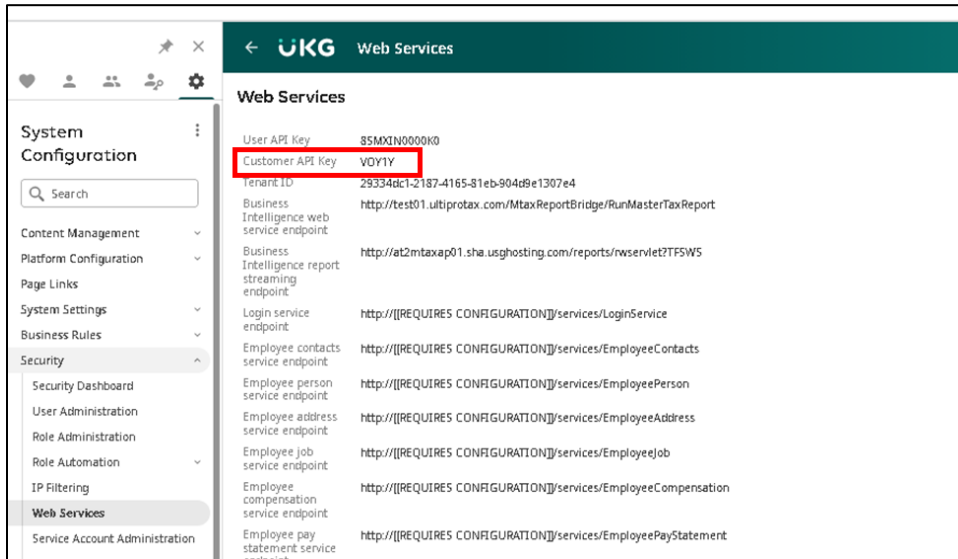 UKG Web Services
System
Configuration
Search
Content Management
Platform Configuration
Page Links
System Settings
Business Rules
Security
Security Dashboard
User Administration
Role Administration
Role Automation
IP Filtering
Web Services
Service Account Administration
Web Services
User API Key 85MXIN0000K0
Customer API Key V0Y1Y
Tenant ID 29334dc1-2187-4165-81eb-904d9e1307e4
Business http://test01.ultiprotax.com/MtaxReportBridge/RunMasterTaxReport
Intelligence web
service endpoint
Business http://at2mtaxap01.sha.usghosting.com/reports/rwservlet?TFSWS
Intelligence report
streaming
endpoint
Login service http://[[REQUIRES CONFIGURATION]]/services/LoginService
endpoint
Employee contacts http://[[REQUIRES CONFIGURATION]]/services/EmployeeContacts
service endpoint
Employee person http://[[REQUIRES CONFIGURATION]]/services/EmployeePerson
service endpoint
Employee address http://[[REQUIRES CONFIGURATION]]/services/EmployeeAddress
service endpoint
Employee job http://[[REQUIRES CONFIGURATION]]/services/EmployeeJob
service endpoint
Employee http://[[REQUIRES CONFIGURATION]]/services/EmployeeCompensation
compensation
service endpoint
Employee pay http://[[REQUIRES CONFIGURATION]]/services/EmployeePayStatement
statement service